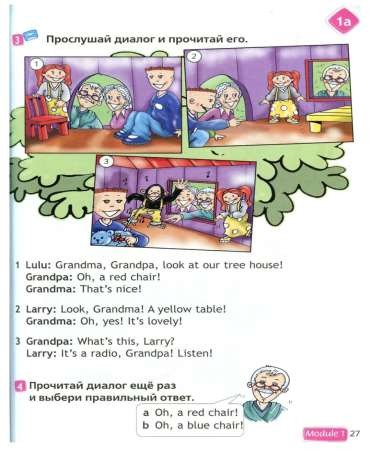 1a
3 Прослушай диалог и прочитай его.
1
2
3
1 Lulu: Grandma, Grandpa, look at our tree house!
Grandpa: Oh, a red chair!
Grandma: That's nice!
2 Larry: Look, Grandma! A yellow table!
Grandma: Oh, yes! It's lovely!
3 Grandpa: What's this, Larry?
Larry: It's a radio, Grandpa! Listen!
4 Прочитай диалог ещё раз
и выбери правильный ответ.
a Oh, a red chair!
b Oh, a blue chair!
Module 1 27